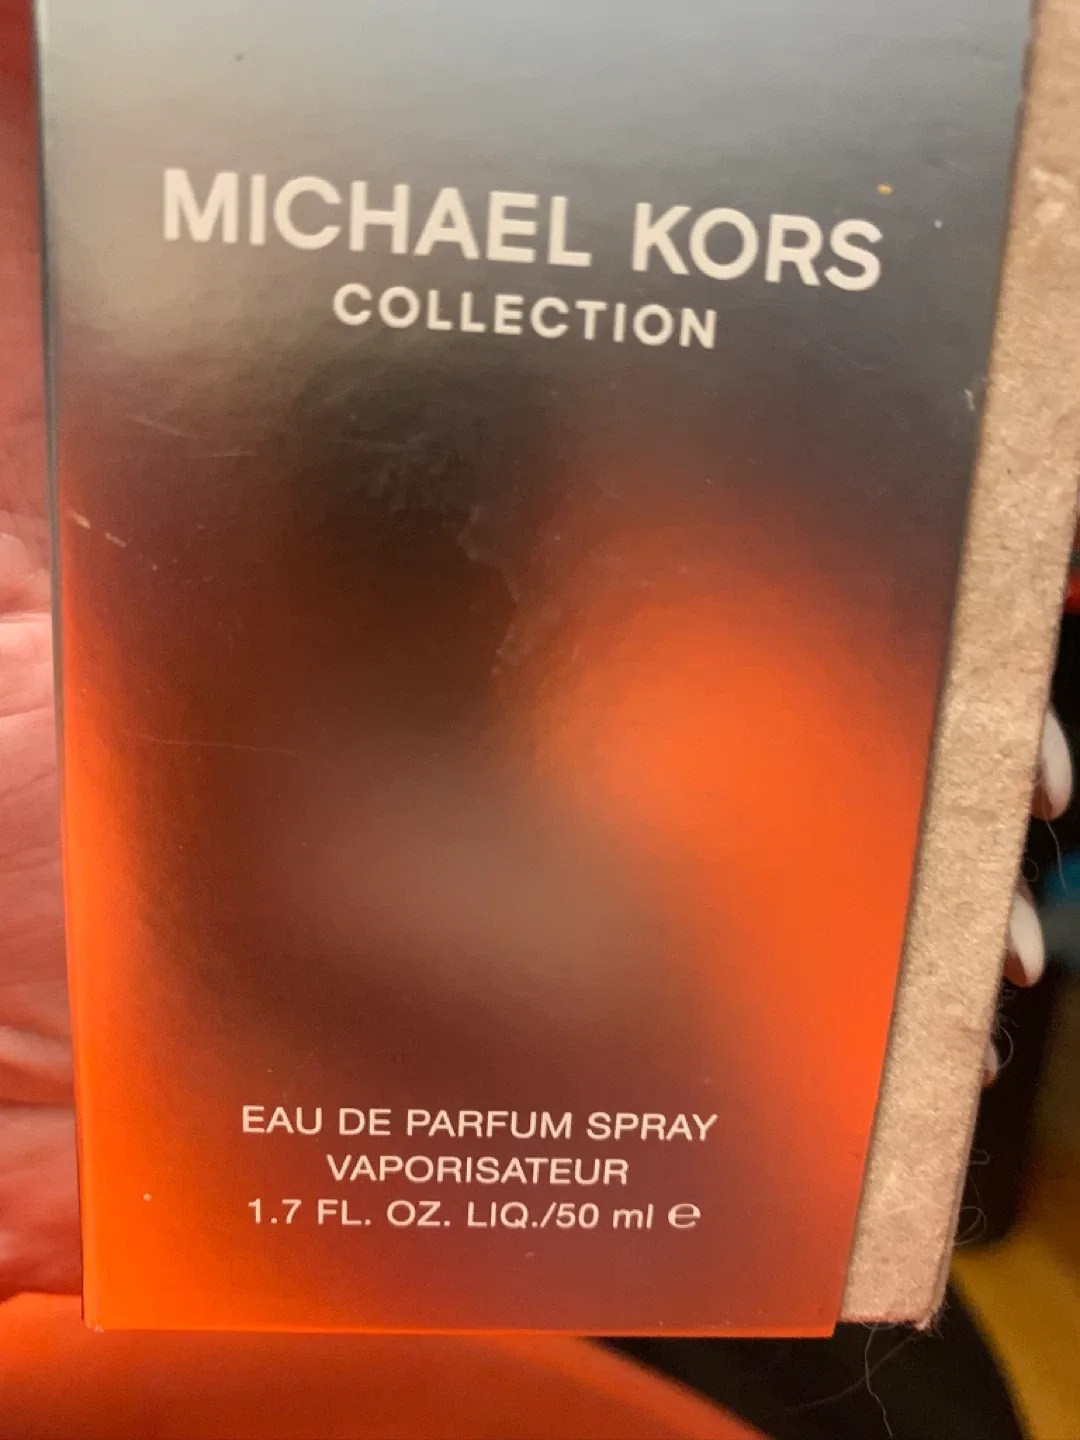 MICHAEL KORS
COLLECTION
EAU DE PARFUM SPRAY
VAPORISATEUR
1.7 FL. OZ. LIQ./50 ml ℮